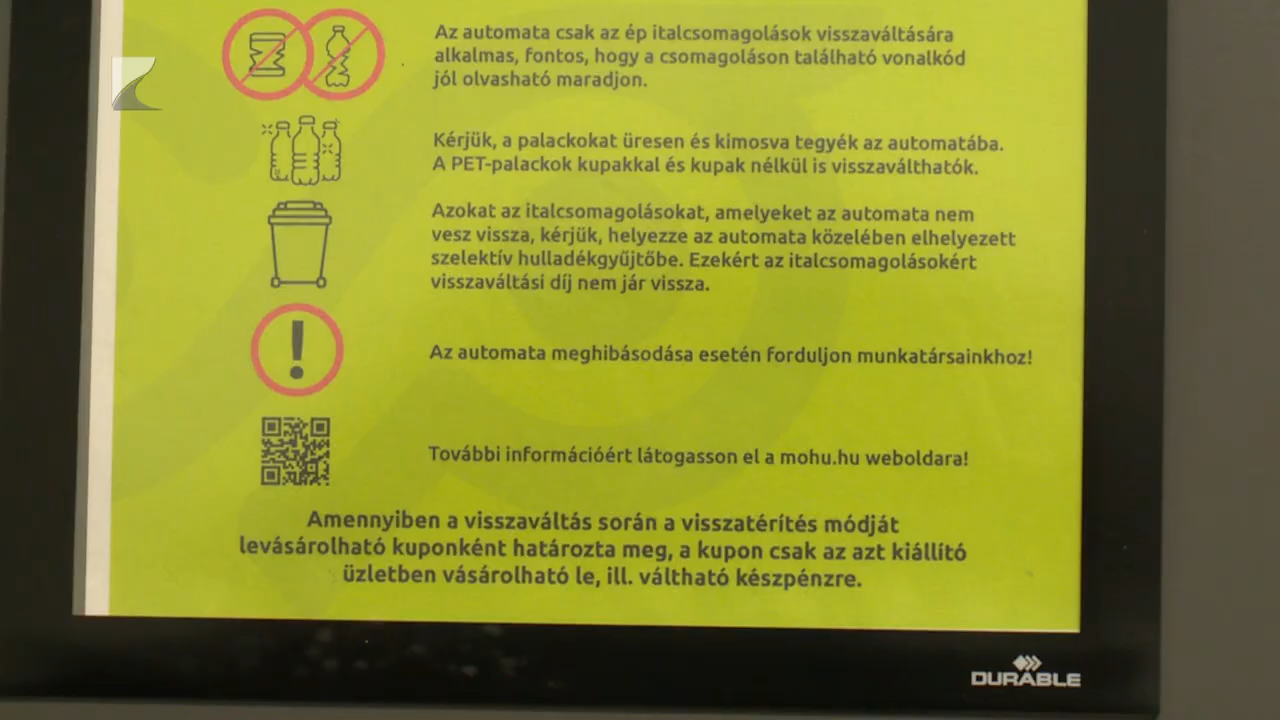 Az automata csak az ép italcsomagolások visszaváltására
alkalmas, fontos, hogy a csomagoláson található vonalkód
jól olvasható maradjon.
Kérjük, a palackokat üresen és kimosva tegyék az automatába.
A PET-palackok kupakkal és kupak nélkül is visszaválthatók.
Azokat az italcsomagolásokat, amelyeket az automata nem
vesz vissza, kérjük, helyezze az automata közelében elhelyezett
szelektív hulladékgyűjtőbe. Ezekért az italcsomagolásokért
visszaváltási díj nem jár vissza.
Az automata meghibásodása esetén forduljon munkatársainkhoz!
További információért látogasson el a mohu.hu weboldara!
Amennyiben a visszaváltás során a visszatérítés módját
levásárolható kuponként határozta meg, a kupon csak az azt kiállító
üzletben vásárolható le, ill. váltható készpénzre.
DURABLE